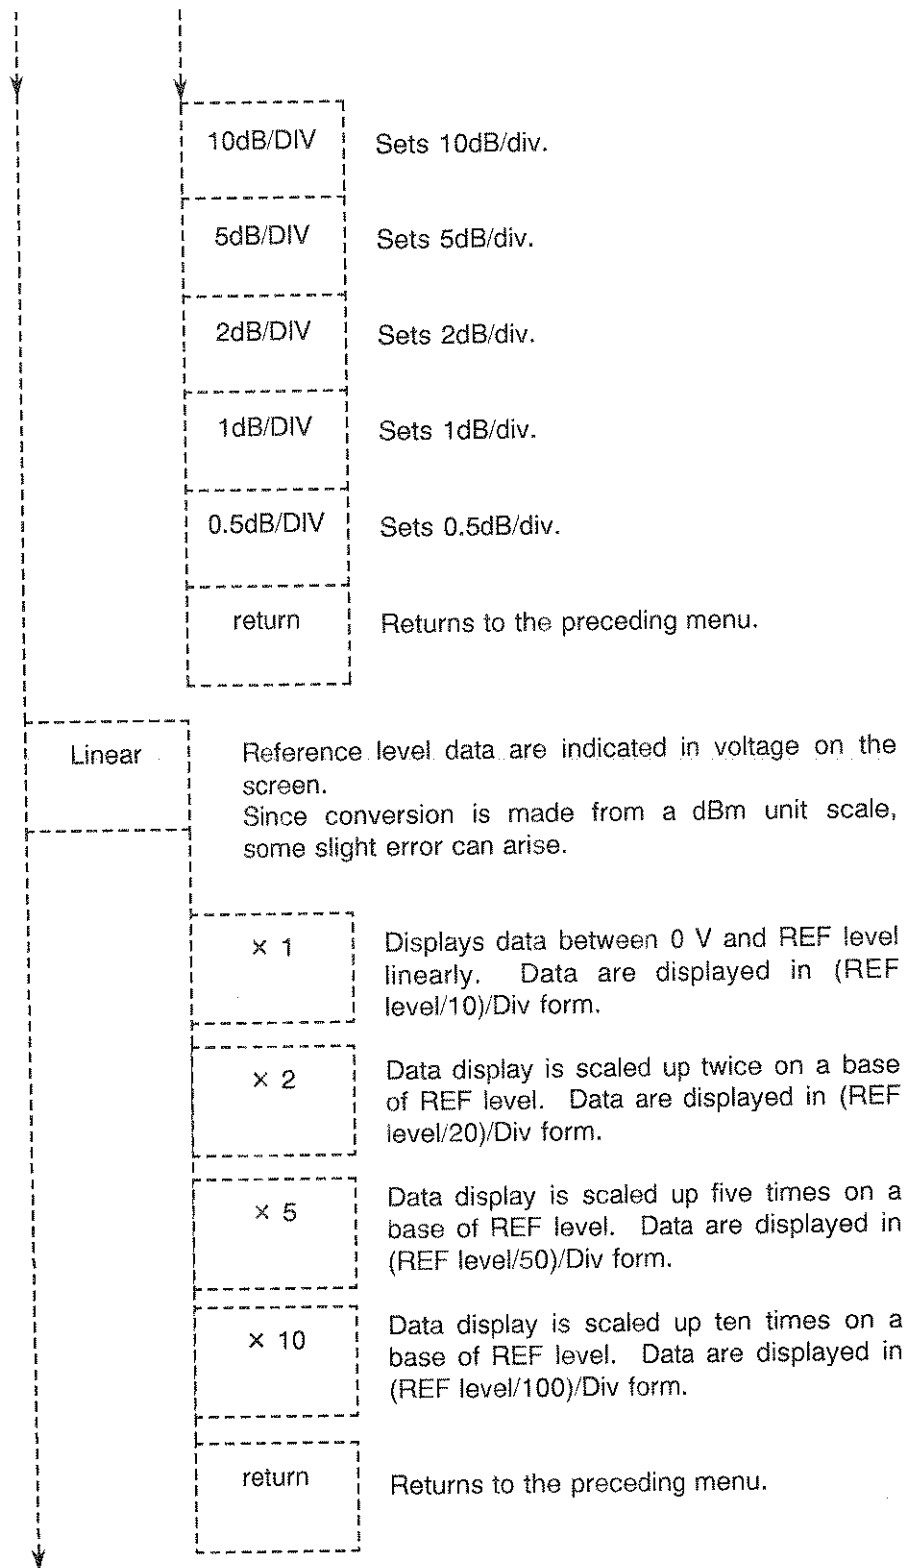 10dB/DIV Sets 10dB/div.
5dB/DIV Sets 5dB/div.
2dB/DIV Sets 2dB/div.
1dB/DIV Sets 1dB/div.
0.5dB/DIV Sets 0.5dB/div.
return Returns to the preceding menu.
Linear Reference level data are indicated in voltage on the
screen.
Since conversion is made from a dBm unit scale,
some slight error can arise.
× 1 Displays data between 0 V and REF level
linearly. Data are displayed in (REF
level/10)/Div form.
× 2 Data display is scaled up twice on a base
of REF level. Data are displayed in (REF
level/20)/Div form.
× 5 Data display is scaled up five times on a
base of REF level. Data are displayed in
(REF level/50)/Div form.
× 10 Data display is scaled up ten times on a
base of REF level. Data are displayed in
(REF level/100)/Div form.
return Returns to the preceding menu.